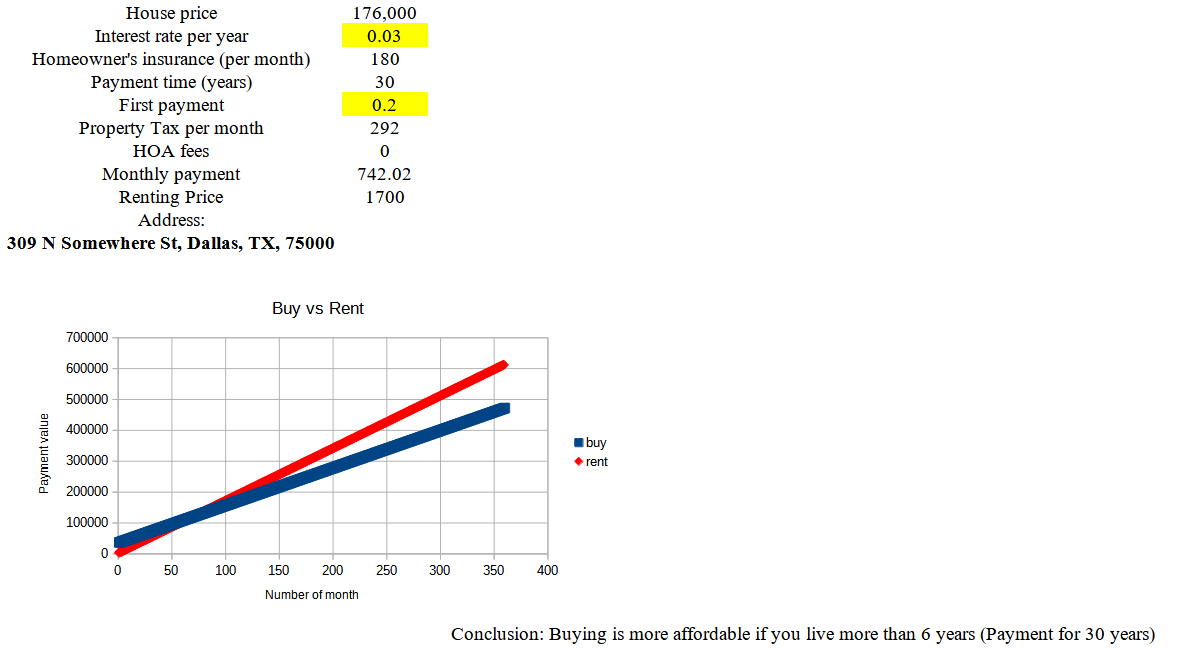 House price 176,000
Interest rate per year 0.03
Homeowner's insurance (per month) 180
Payment time (years) 30
First payment 0.2
Property Tax per month 292
HOA fees 0
Monthly payment 742.02
Renting Price 1700
Address:
309 N Somewhere St, Dallas, TX, 75000
Buy vs Rent
700000
600000
500000
400000
300000
200000
100000
0
Payment value
0 50 100 150 200 250 300 350 400
Number of month
buy
rent
Conclusion: Buying is more affordable if you live more than 6 years (Payment for 30 years)